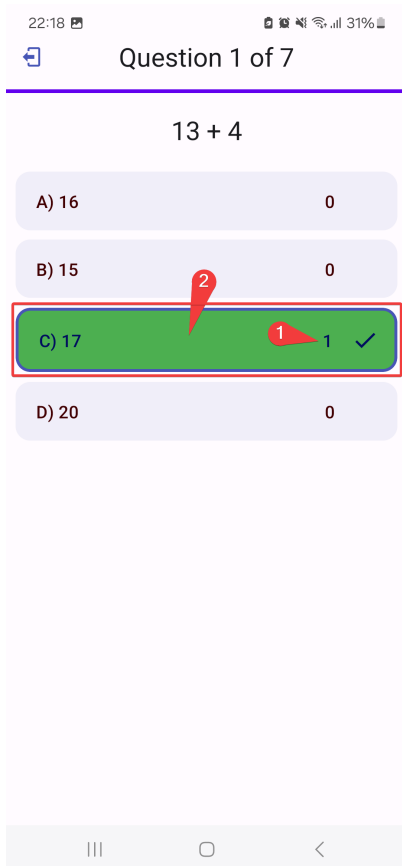 22:18 31%
Question 1 of 7
13 + 4
A) 16 0
B) 15 0
2
C) 17 1 1
D) 20 0